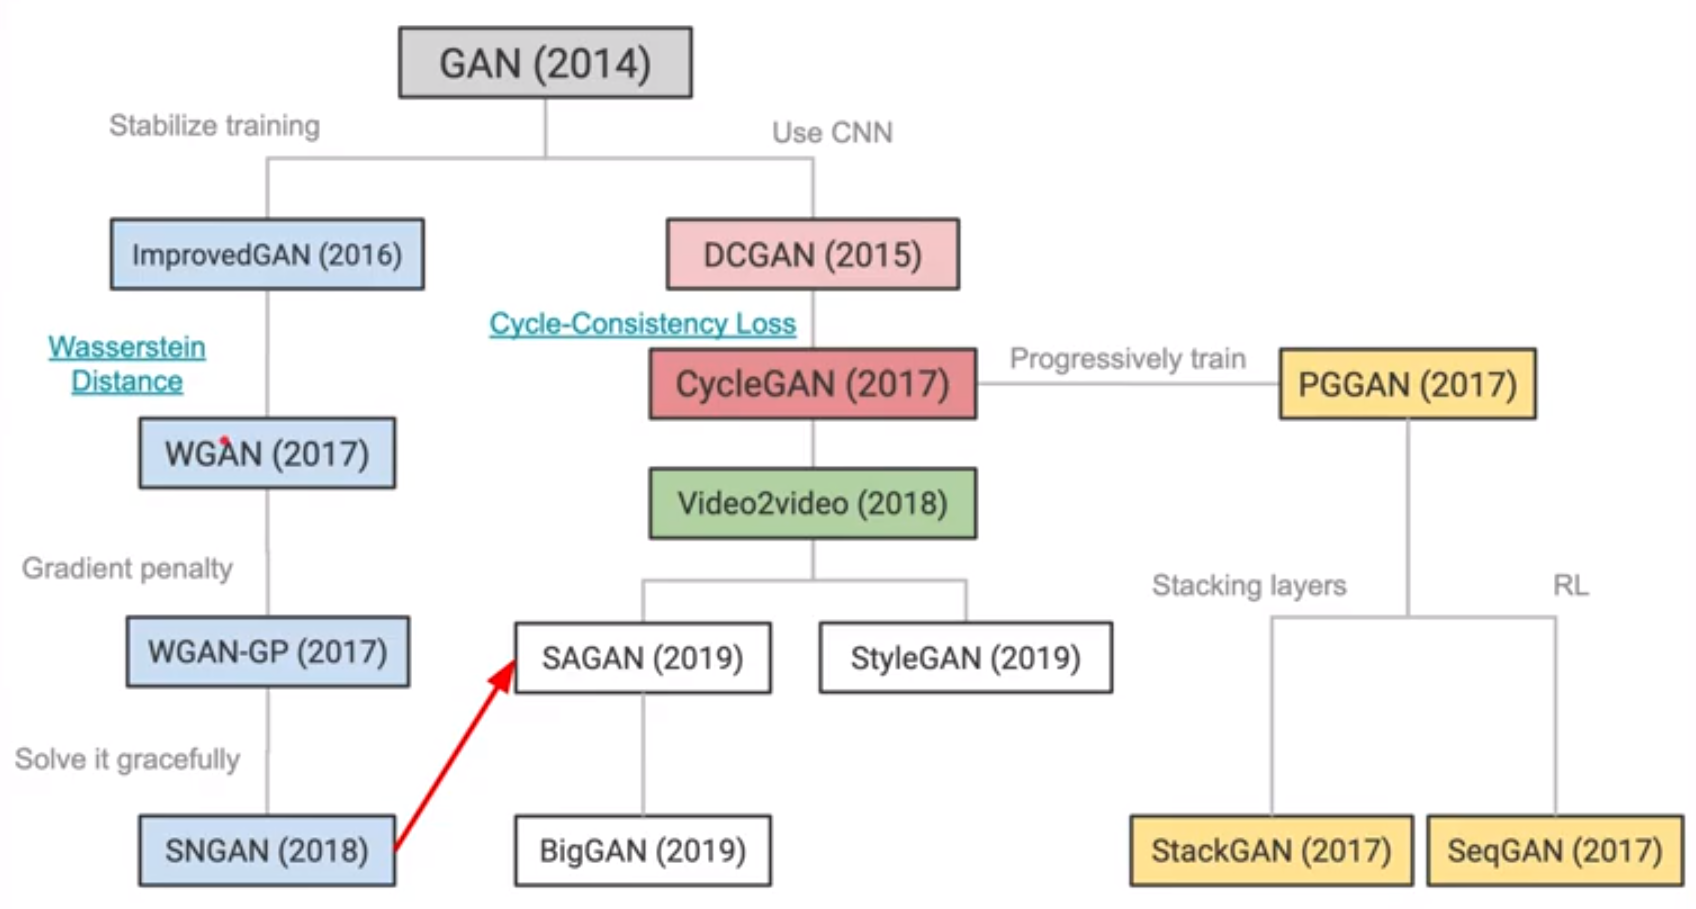 GAN (2014)
Stabilize training
Use CNN
ImprovedGAN (2016)
DCGAN (2015)
Cycle-Consistency Loss
Wasserstein
Distance
CycleGAN (2017)
Progressively train
PGGAN (2017)
WGAN (2017)
Video2video (2018)
Gradient penalty
Stacking layers
RL
WGAN-GP (2017)
SAGAN (2019)
StyleGAN (2019)
Solve it gracefully
SNGAN (2018)
BigGAN (2019)
StackGAN (2017)
SeqGAN (2017)